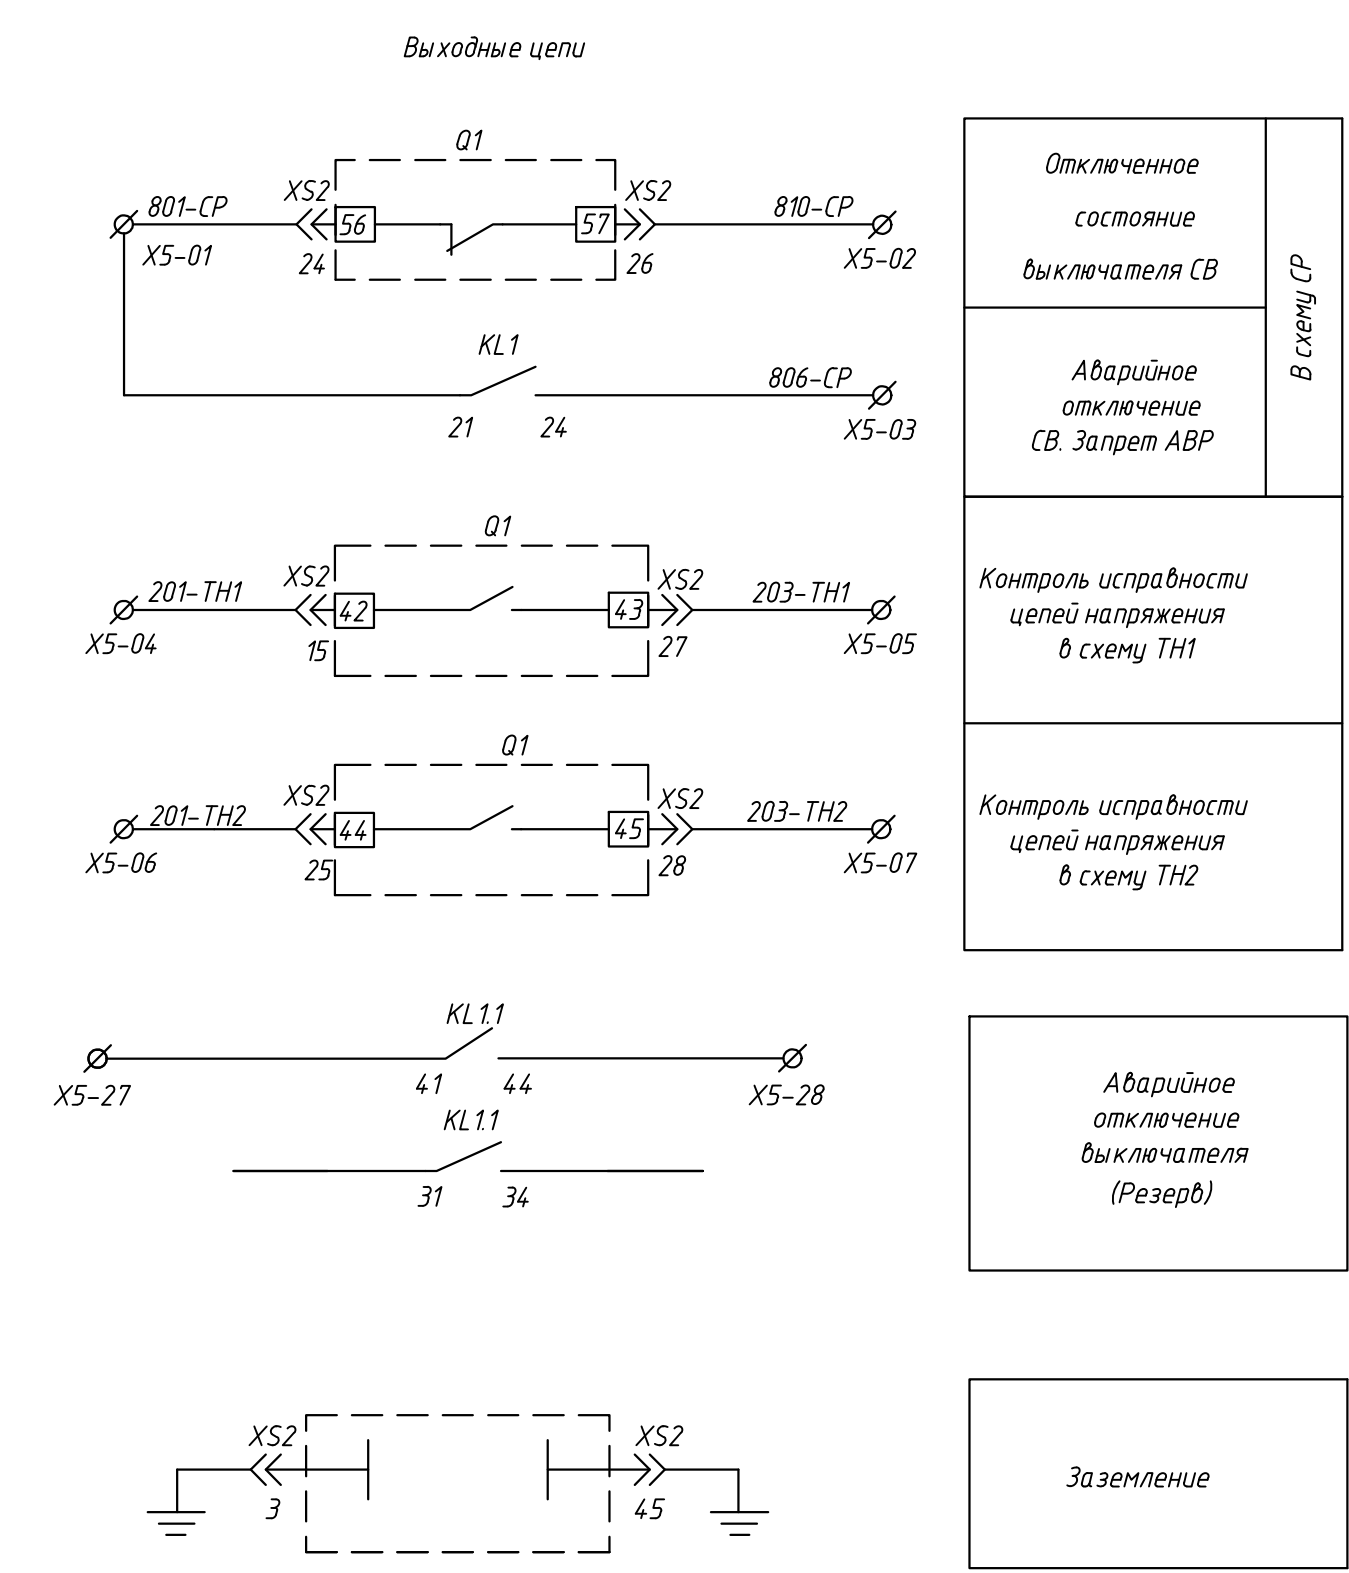 Выходные цепи
Q1
801-СР
XS2
56
57
XS2
810-СР
X5-01
24
26
X5-02
Отключенное
состояние
выключателя СВ
В схему СР
KL1
806-СР
21
24
X5-03
Аварийное
отключение
СВ. Запрет АВР
Q1
201-ТН1
XS2
42
43
XS2
203-ТН1
X5-04
15
27
X5-05
Контроль исправности
цепей напряжения
в схему ТН1
Q1
201-ТН2
XS2
44
45
XS2
203-ТН2
X5-06
25
28
X5-07
Контроль исправности
цепей напряжения
в схему ТН2
KL1.1
X5-27
41
44
X5-28
KL1.1
31
34
Аварийное
отключение
выключателя
(Резерв)
XS2
XS2
3
45
Заземление